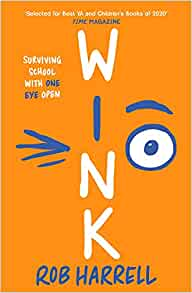 'Selected for Best YA and Children's Books of 2020'
TIME MAGAZINE
SURVIVING
SCHOOL
WITH ONE
EYE OPEN
W
I
N
K
ROB HARRELL